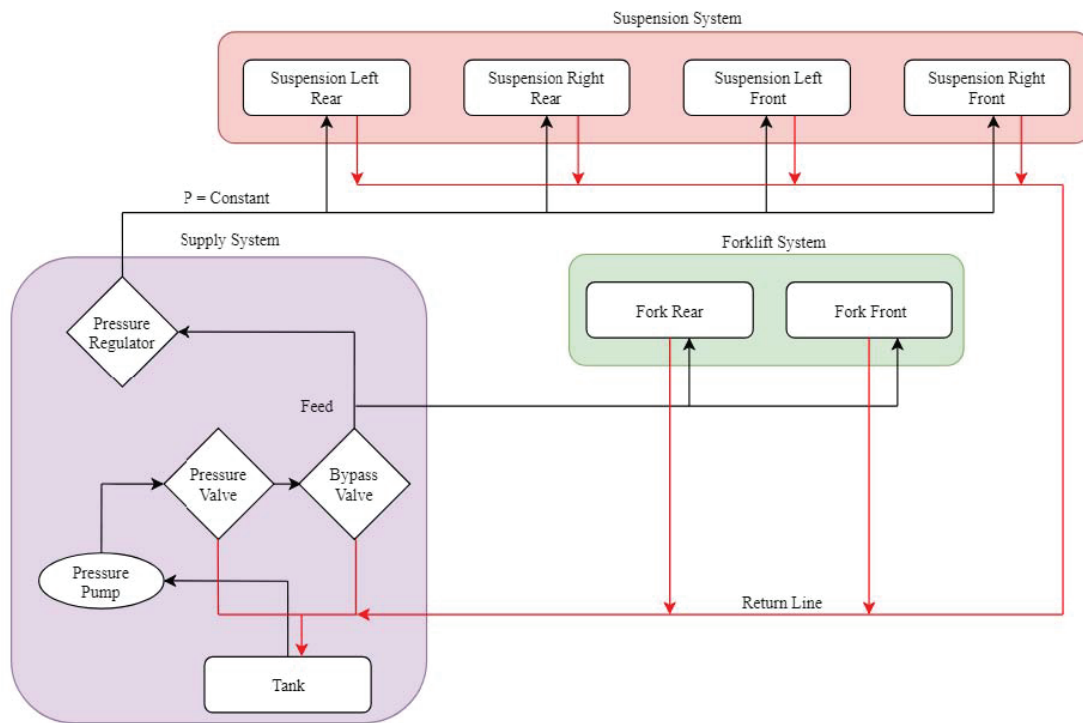 Suspension System
Suspension Left
Rear
Suspension Right
Rear
Suspension Left
Front
Suspension Right
Front
P = Constant
Supply System
Forklift System
Pressure
Regulator
Fork Rear
Fork Front
Feed
Pressure
Valve
Bypass
Valve
Pressure
Pump
Return Line
Tank